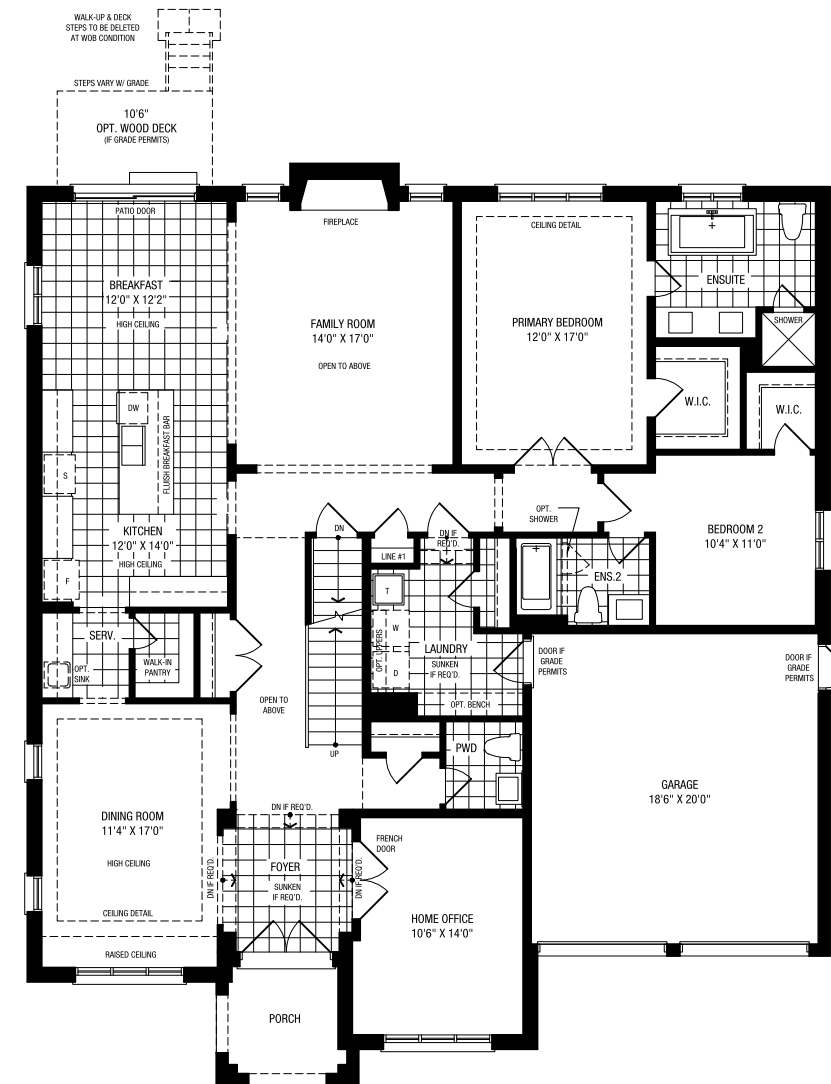 WALK-UP & DECK
STEPS TO BE DELETED
AT WOB CONDITION
STEPS VARY W/ GRADE
10'6"
OPT. WOOD DECK
(IF GRADE PERMITS)
PATIO DOOR
BREAKFAST
12'0" X 12'2"
HIGH CEILING
DW
FLUSH BREAKFAST BAR
S
KITCHEN
12'0" X 14'0"
HIGH CEILING
F
FIREPLACE
FAMILY ROOM
14'0" X 17'0"
OPEN TO ABOVE
CEILING DETAIL
PRIMARY BEDROOM
12'0" X 17'0"
ENSUITE
SHOWER
W.I.C.
W.I.C.
BEDROOM 2
10'4" X 11'0"
OPT.
SHOWER
ENS.2
DN
LINE #1
DN IF
REQ'D.
T
W
D
OPT. UPPERS
LAUNDRY
SUNKEN
IF REQ'D.
OPT. BENCH
SERV.
OPT.
SINK
WALK-IN
PANTRY
OPEN TO
ABOVE
UP
PWD
DOOR IF
GRADE
PERMITS
DOOR IF
GRADE
PERMITS
GARAGE
18'6" X 20'0"
DINING ROOM
11'4" X 17'0"
HIGH CEILING
CEILING DETAIL
RAISED CEILING
DN IF REQ'D.
DN IF REQ'D.
FOYER
SUNKEN
IF REQ'D.
DN IF REQ'D.
FRENCH
DOOR
HOME OFFICE
10'6" X 14'0"
PORCH